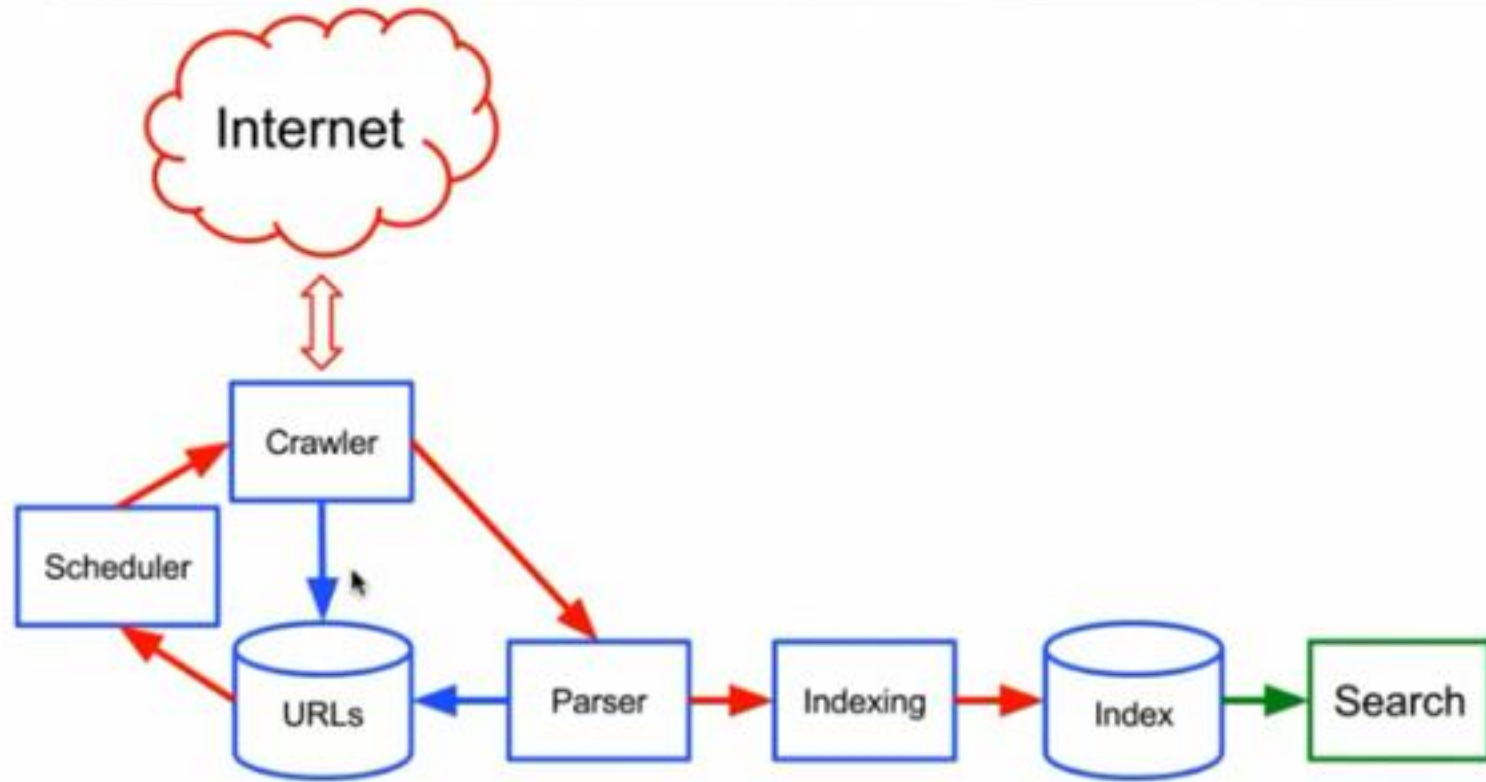 Internet
Crawler
Scheduler
URLs
Parser
Indexing
Index
Search